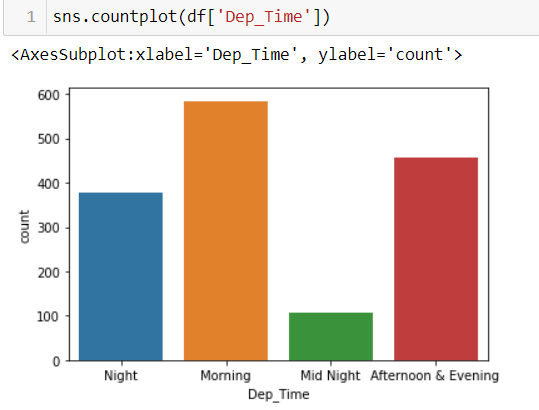 1 sns.countplot(df['Dep_Time'])
<AxesSubplot:xlabel='Dep_Time', ylabel='count'>
600
500
400
300
200
100
0
count
Night Morning Mid Night Afternoon & Evening
Dep_Time